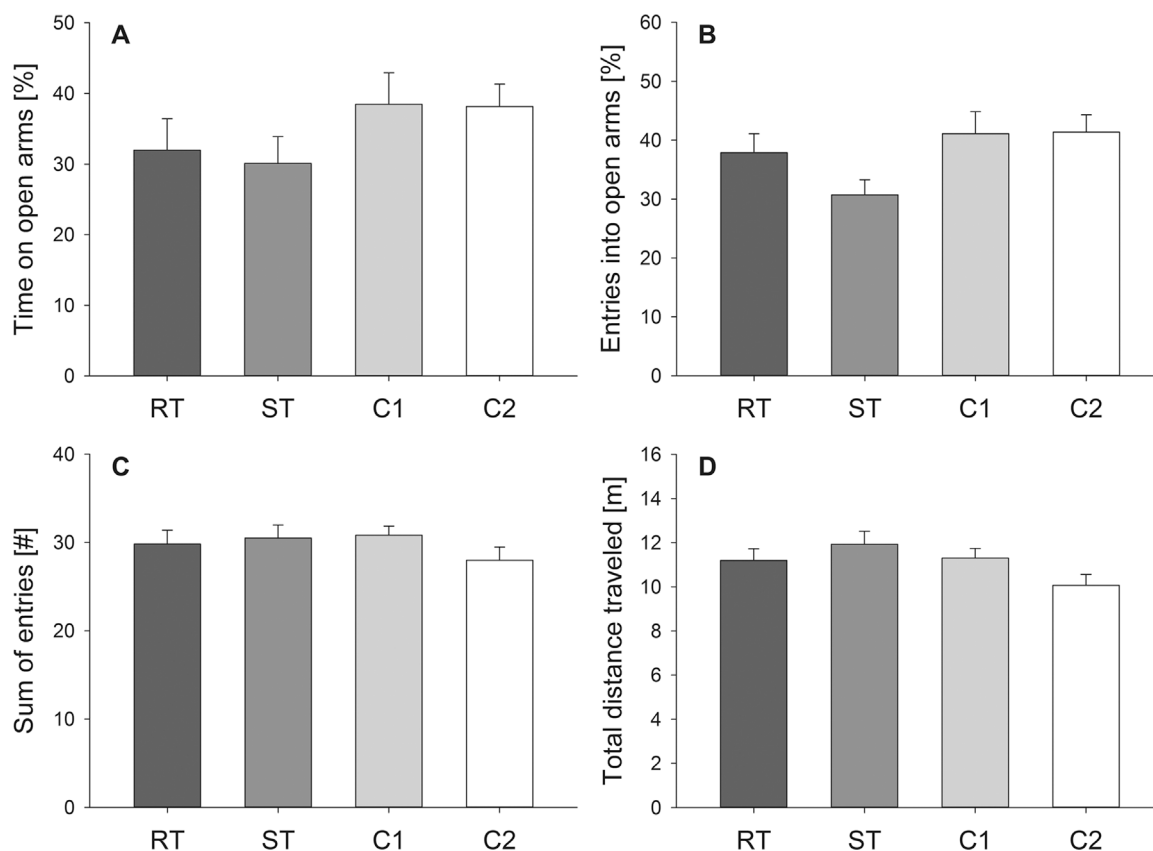 A
Time on open arms [%]
50
40
30
20
10
0
RT ST C1 C2
B
Entries into open arms [%]
60
50
40
30
20
10
0
RT ST C1 C2
C
Sum of entries [#]
40
30
20
10
0
RT ST C1 C2
D
Total distance traveled [m]
16
14
12
10
8
6
4
2
0
RT ST C1 C2